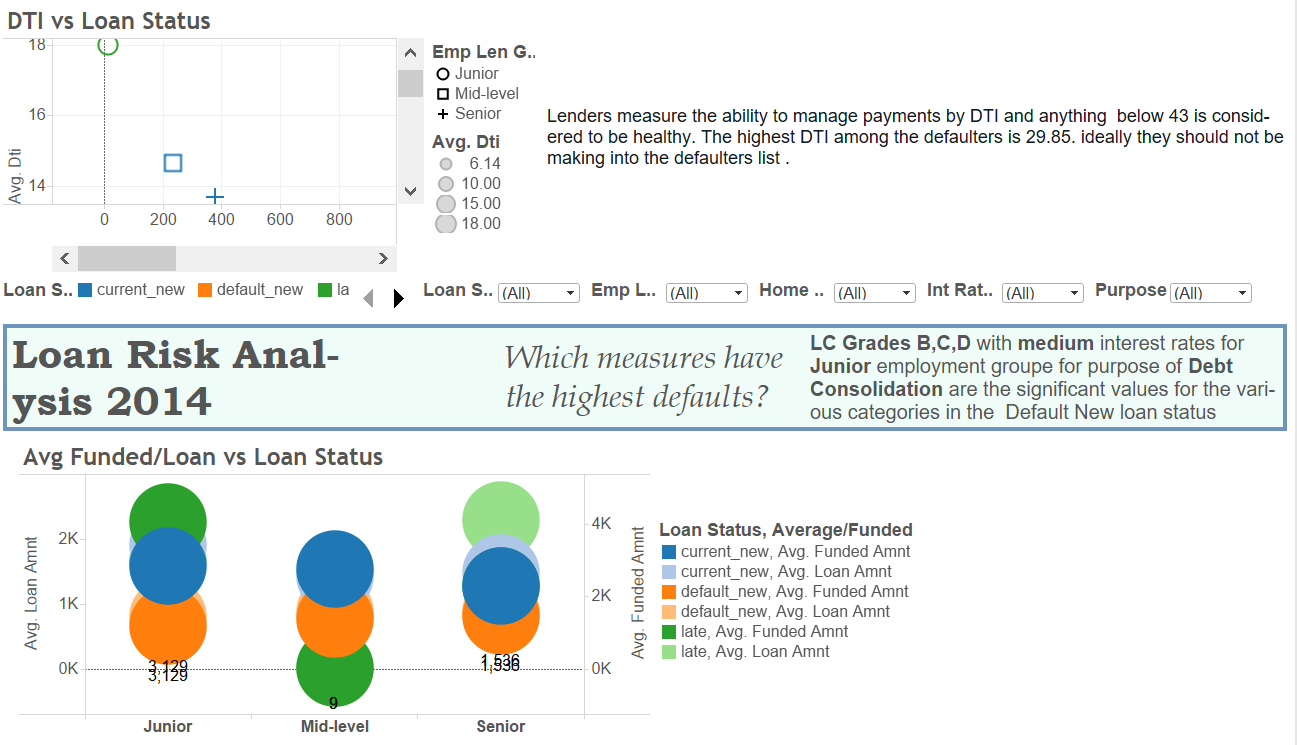 DTI vs Loan Status
18
16
14
Avg. Dti
0 200 400 600 800
Emp Len G..
Junior
Mid-level
Senior
Avg. Dti
6.14
10.00
15.00
18.00
Lenders measure the ability to manage payments by DTI and anything  below 43 is consid-
ered to be healthy. The highest DTI among the defaulters is 29.85. ideally they should not be
making into the defaulters list .
Loan S.. current_new default_new la
Loan S.. (All) Emp L.. (All) Home .. (All) Int Rat.. (All) Purpose (All)
Loan Risk Anal-
ysis 2014
Which measures have
the highest defaults?
LC Grades B,C,D with medium interest rates for
Junior employment groupe for purpose of Debt
Consolidation are the significant values for the vari-
ous categories in the  Default New loan status
Avg Funded/Loan vs Loan Status
Avg. Loan Amnt
2K
1K
0K
3,129
3,129
9
1,536
1,536
4K
2K
0K
Avg. Funded Amnt
Junior Mid-level Senior
Loan Status, Average/Funded
current_new, Avg. Funded Amnt
current_new, Avg. Loan Amnt
default_new, Avg. Funded Amnt
default_new, Avg. Loan Amnt
late, Avg. Funded Amnt
late, Avg. Loan Amnt